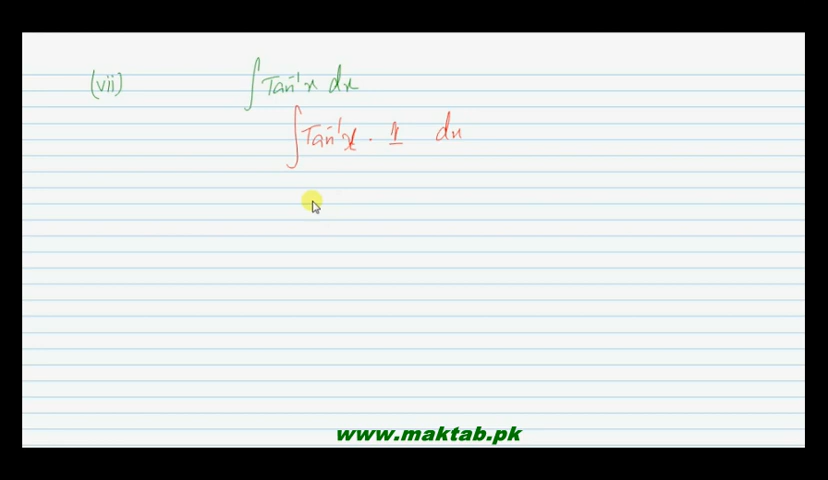 (vii) ∫ Tan⁻¹x dx
∫ Tan⁻¹x . 1 dx
www.maktab.pk